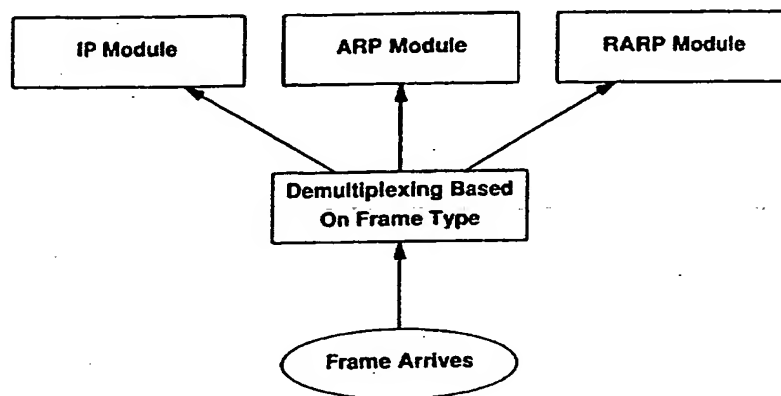 IP Module
ARP Module
RARP Module
Demultiplexing Based
On Frame Type
Frame Arrives